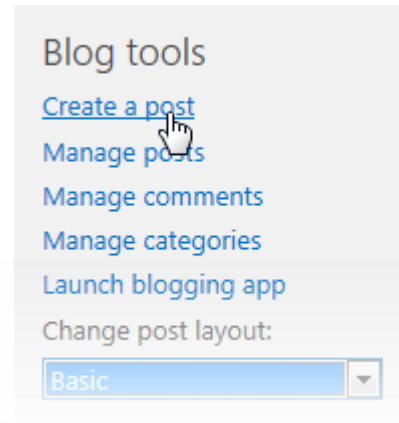 Blog tools
Create a post
Manage posts
Manage comments
Manage categories
Launch blogging app
Change post layout:
Basic